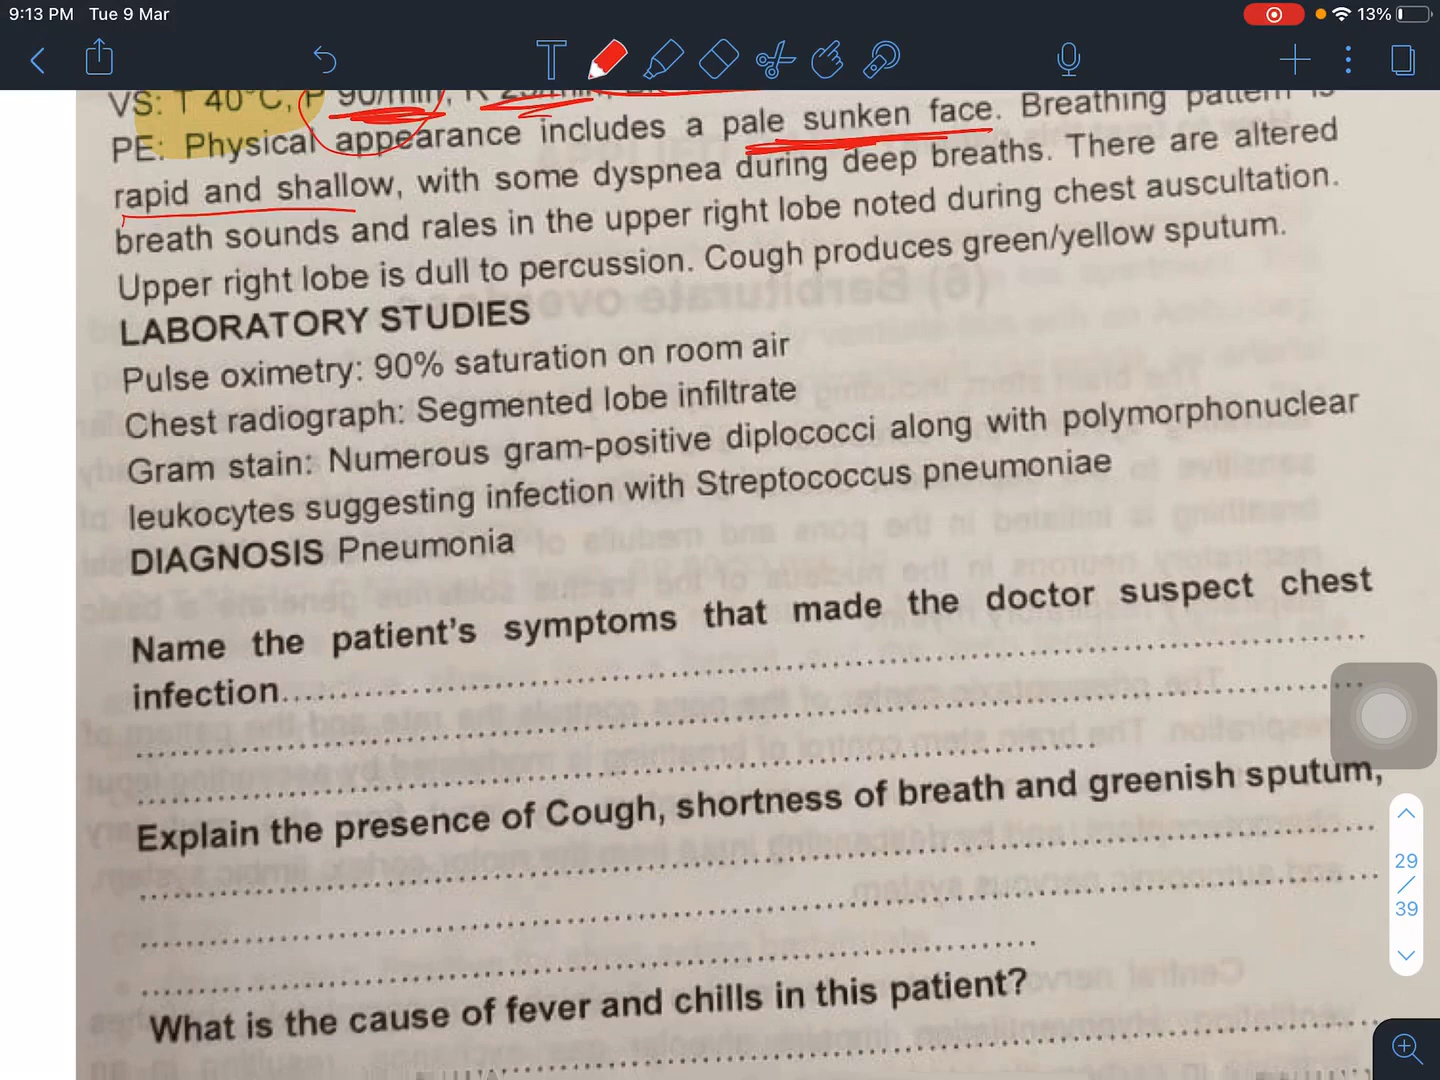 9:13 PM Tue 9 Mar
13%
VS: T 40°C, P 90/min,
PE: Physical appearance includes a pale sunken face. Breathing pattern is
rapid and shallow, with some dyspnea during deep breaths. There are altered
breath sounds and rales in the upper right lobe noted during chest auscultation.
Upper right lobe is dull to percussion. Cough produces green/yellow sputum.
LABORATORY STUDIES
Pulse oximetry: 90% saturation on room air
Chest radiograph: Segmented lobe infiltrate
Gram stain: Numerous gram-positive diplococci along with polymorphonuclear
leukocytes suggesting infection with Streptococcus pneumoniae
DIAGNOSIS Pneumonia
Name the patient's symptoms that made the doctor suspect chest
infection
Explain the presence of Cough, shortness of breath and greenish sputum,
What is the cause of fever and chills in this patient?
29
39